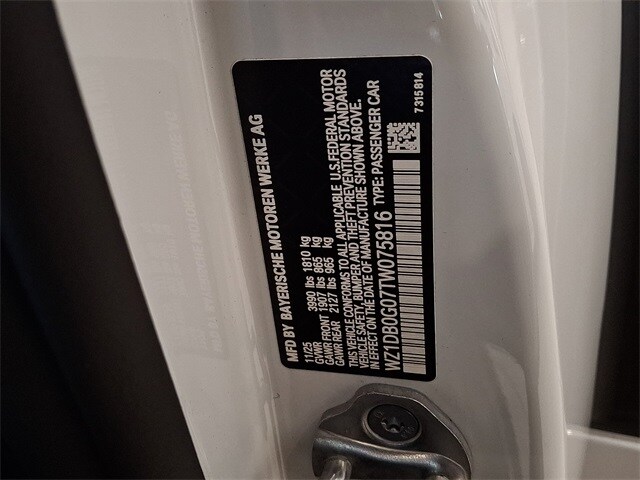 MFD BY BAYERISCHE MOTOREN WERKE AG
11/25
GVWR 3990 lbs 1810 kg
GAWR FRONT 1907 lbs 865 kg
GAWR REAR 2127 lbs 965 kg
THIS VEHICLE CONFORMS TO ALL APPLICABLE U.S. FEDERAL MOTOR
VEHICLE SAFETY, BUMPER AND THEFT PREVENTION STANDARDS
IN EFFECT ON DATE OF MANUFACTURE SHOWN ABOVE.
WZ1DB0G07TW075816 TYPE: PASSENGER CAR
7315814